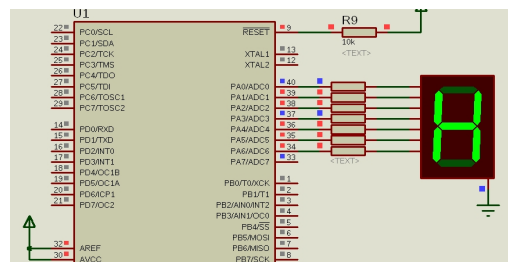 U1
22 PC0/SCL
23 PC1/SDA
24 PC2/TCK
25 PC3/TMS
26 PC4/TDO
27 PC5/TDI
28 PC6/TOSC1
29 PC7/TOSC2
14 PD0/RXD
15 PD1/TXD
16 PD2/INT0
17 PD3/INT1
18 PD4/OC1B
19 PD5/OC1A
20 PD6/ICP1
21 PD7/OC2
32 AREF
30 AVCC
RESET 9
XTAL1 13
XTAL2 12
PA0/ADC0 40
PA1/ADC1 39
PA2/ADC2 38
PA3/ADC3 37
PA4/ADC4 36
PA5/ADC5 35
PA6/ADC6 34
PA7/ADC7 33
PB0/T0/XCK 1
PB1/T1 2
PB2/AIN0/INT2 3
PB3/AIN1/OC0 4
PB4/SS 5
PB5/MOSI 6
PB6/MISO 7
PB7/SCK 8
R9
10k
<TEXT>
<TEXT>